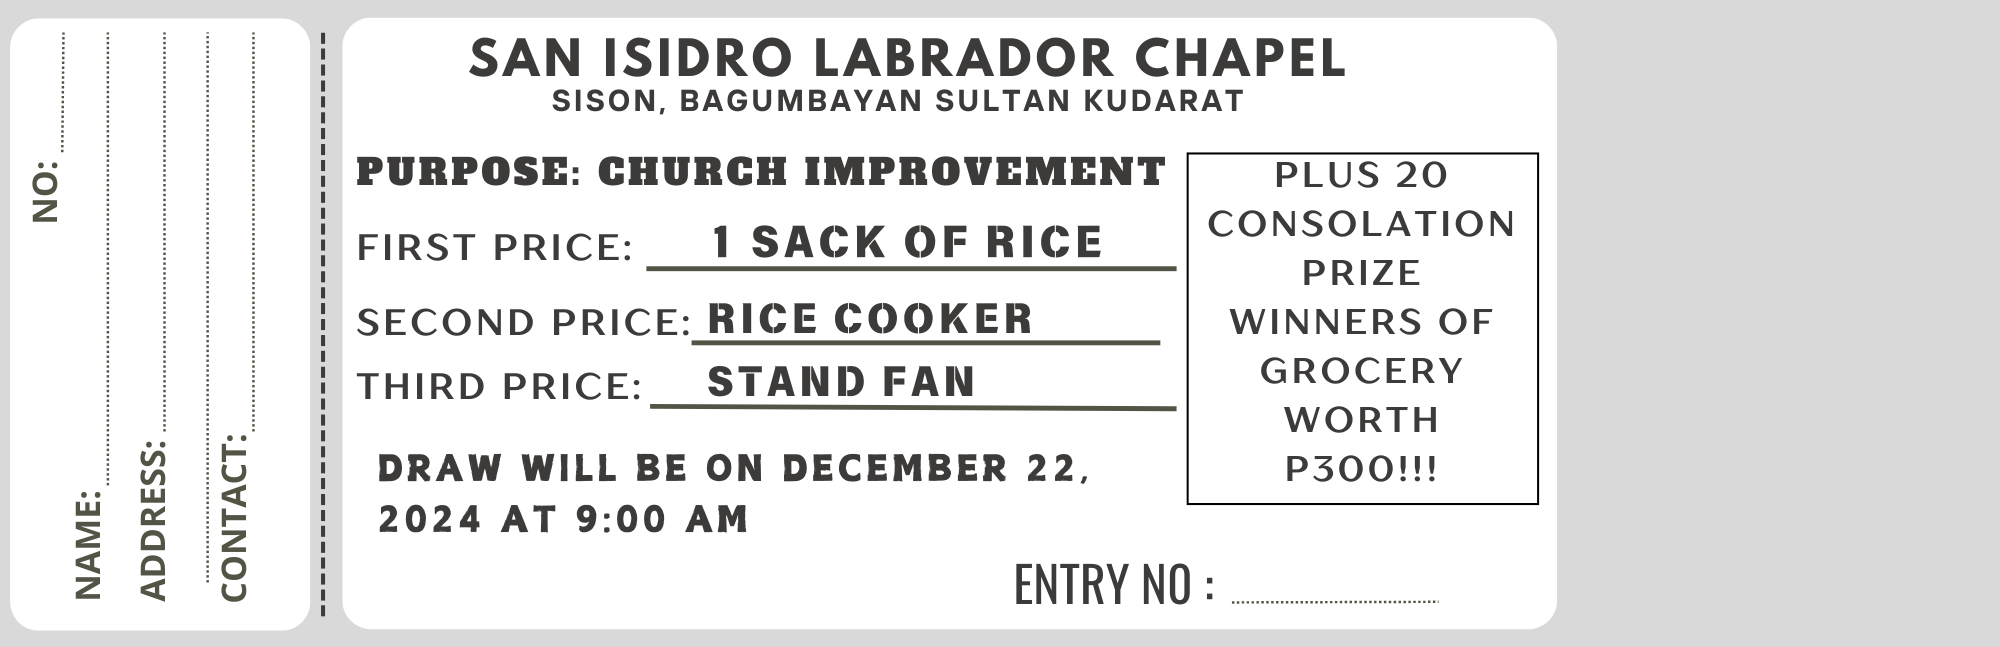 NO:
NAME:
ADDRESS:
CONTACT:
SAN ISIDRO LABRADOR CHAPEL
SISON, BAGUMBAYAN SULTAN KUDARAT
PURPOSE: CHURCH IMPROVEMENT
FIRST PRICE: 1 SACK OF RICE
SECOND PRICE: RICE COOKER
THIRD PRICE: STAND FAN
DRAW WILL BE ON DECEMBER 22,
2024 AT 9:00 AM
PLUS 20
CONSOLATION
PRIZE
WINNERS OF
GROCERY
WORTH
P300!!!
ENTRY NO :